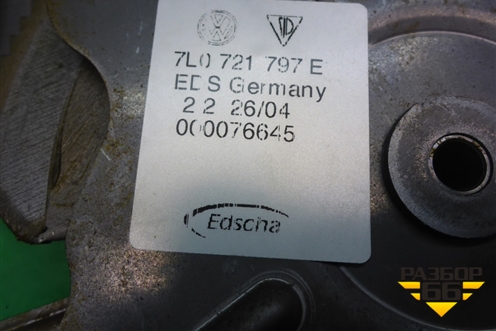 7L0 721 797 E
EDS Germany
2 2 26/04
000076645
Edscha
РАЗБОР
66